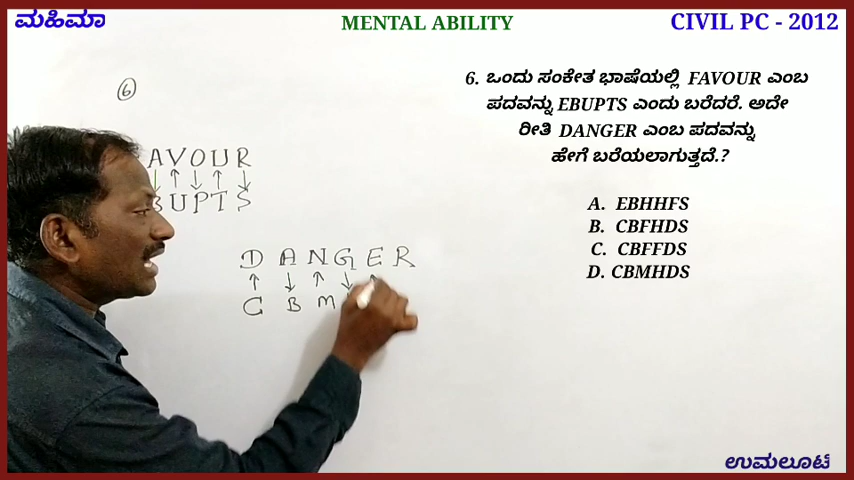 ಮಹಿಮಾ
MENTAL ABILITY
CIVIL PC - 2012
6
6. ಒಂದು ಸಂಕೇತ ಭಾಷೆಯಲ್ಲಿ FAVOUR ಎಂಬ
ಪದವನ್ನು EBUPTS ಎಂದು ಬರೆದರೆ. ಅದೇ
ರೀತಿ DANGER ಎಂಬ ಪದವನ್ನು
ಹೇಗೆ ಬರೆಯಲಾಗುತ್ತದೆ.?
A. EBHHFS
B. CBFHDS
C. CBFFDS
D. CBMHDS
AVOUR
BUPTS
DANGER
CBM
ಉಮಲೂಟಿ